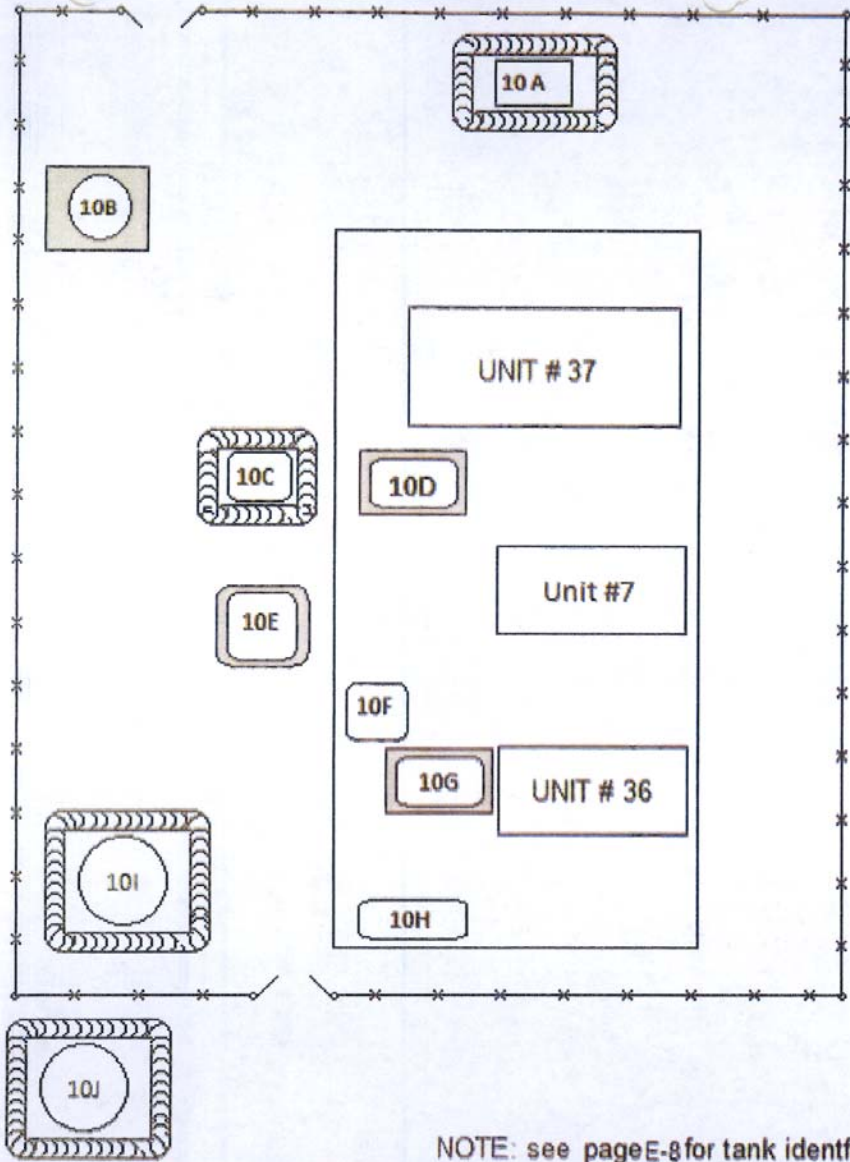 10 A
10B
UNIT # 37
10C
10D
Unit #7
10E
10F
10G
UNIT # 36
10I
10H
10J
NOTE: see page E-8 for tank identf